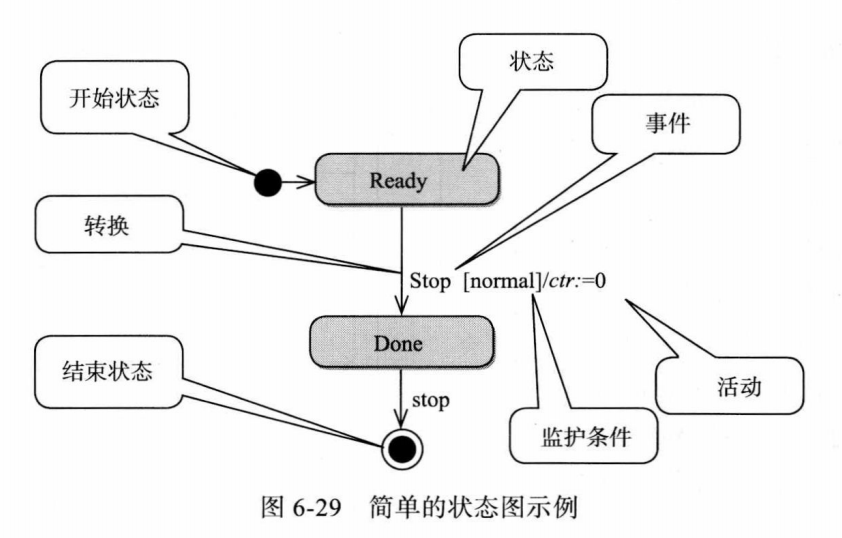 状态
开始状态
事件
Ready
转换
Stop [normal]/ctr:=0
Done
结束状态
stop
活动
监护条件
图 6-29 简单的状态图示例